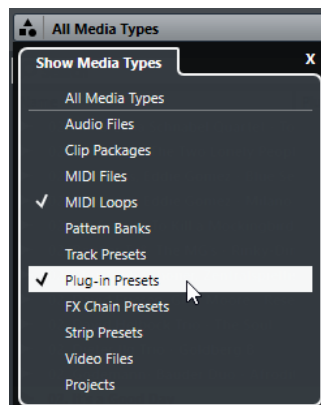 All Media Types
Show Media Types X
All Media Types
Audio Files
Clip Packages
MIDI Files
MIDI Loops
Pattern Banks
Track Presets
Plug-in Presets
FX Chain Presets
Strip Presets
Video Files
Projects